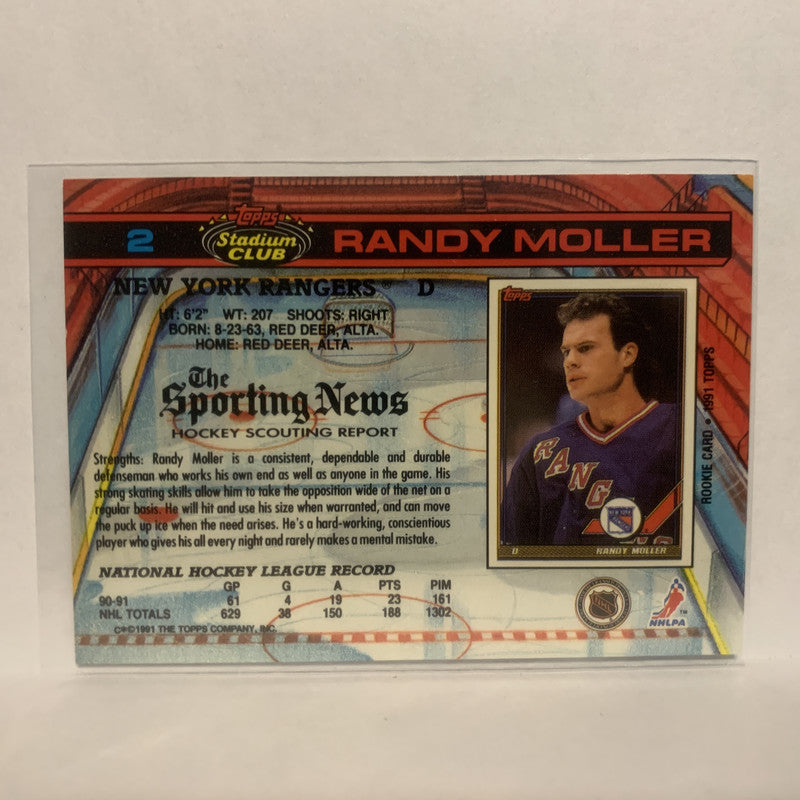 2
Topps
Stadium
CLUB
RANDY MOLLER
NEW YORK RANGERS® D
HT: 6'2" WT: 207 SHOOTS: RIGHT
BORN: 8-23-63, RED DEER, ALTA.
HOME: RED DEER, ALTA.
The
Sporting News
HOCKEY SCOUTING REPORT
Strengths: Randy Moller is a consistent, dependable and durable
defenseman who works his own end as well as anyone in the game. His
strong skating skills allow him to take the opposition wide of the net on a
regular basis. He will hit and use his size when warranted, and can move
the puck up ice when the need arises. He's a hard-working, conscientious
player who gives his all every night and rarely makes a mental mistake.
NATIONAL HOCKEY LEAGUE RECORD
GP G A PTS PIM
90-91 61 4 19 23 161
NHL TOTALS 629 38 150 188 1302
©®©1991 THE TOPPS COMPANY, INC.
Topps
RANG
NEW YORK
D RANDY MOLLER
ROOKIE CARD • 1991 TOPPS
NHL
NHLPA
™